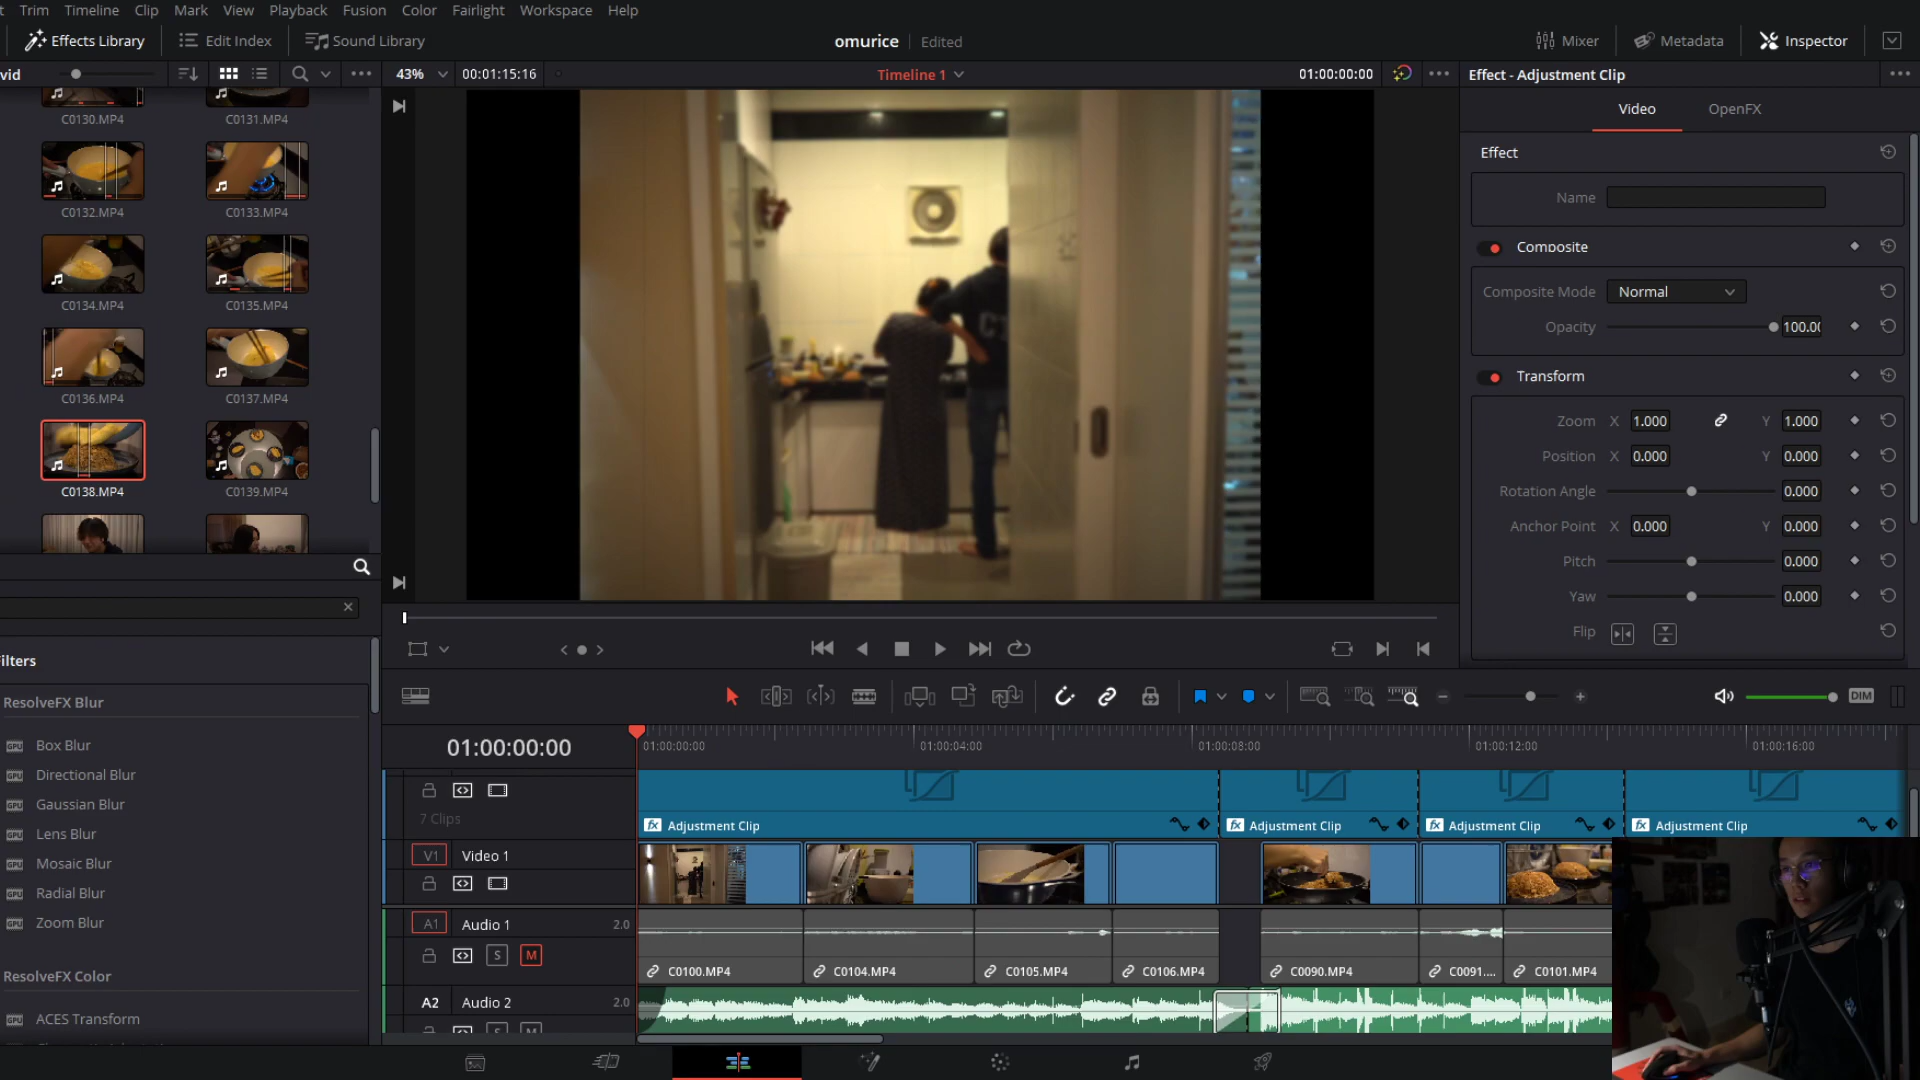 Trim Timeline Clip Mark View Playback Fusion Color Fairlight Workspace Help
Effects Library Edit Index Sound Library omurice Edited Mixer Metadata Inspector
vid 43% 00:01:15:16 Timeline 1 01:00:00:00 Effect - Adjustment Clip
Video OpenFX
C0130.MP4 C0131.MP4
Effect
Name
C0132.MP4 C0133.MP4
Composite
Composite Mode Normal
C0134.MP4 C0135.MP4
Opacity 100.0
Transform
C0136.MP4 C0137.MP4
Zoom X 1.000 Y 1.000
Position X 0.000 Y 0.000
C0138.MP4 C0139.MP4
Rotation Angle 0.000
Anchor Point X 0.000 Y 0.000
Pitch 0.000
Yaw 0.000
Flip
ilters
ResolveFX Blur
Box Blur
Directional Blur
Gaussian Blur
Lens Blur
Mosaic Blur
Radial Blur
Zoom Blur
ResolveFX Color
ACES Transform
DIM
01:00:00:00 01:00:00:00 01:00:04:00 01:00:08:00 01:00:12:00 01:00:16:00
7 Clips
fx Adjustment Clip fx Adjustment Clip fx Adjustment Clip fx Adjustment Clip
V1 Video 1
A1 Audio 1 2.0
S M
C0100.MP4 C0104.MP4 C0105.MP4 C0106.MP4 C0090.MP4 C0091.... C0101.MP4
A2 Audio 2 2.0
S M